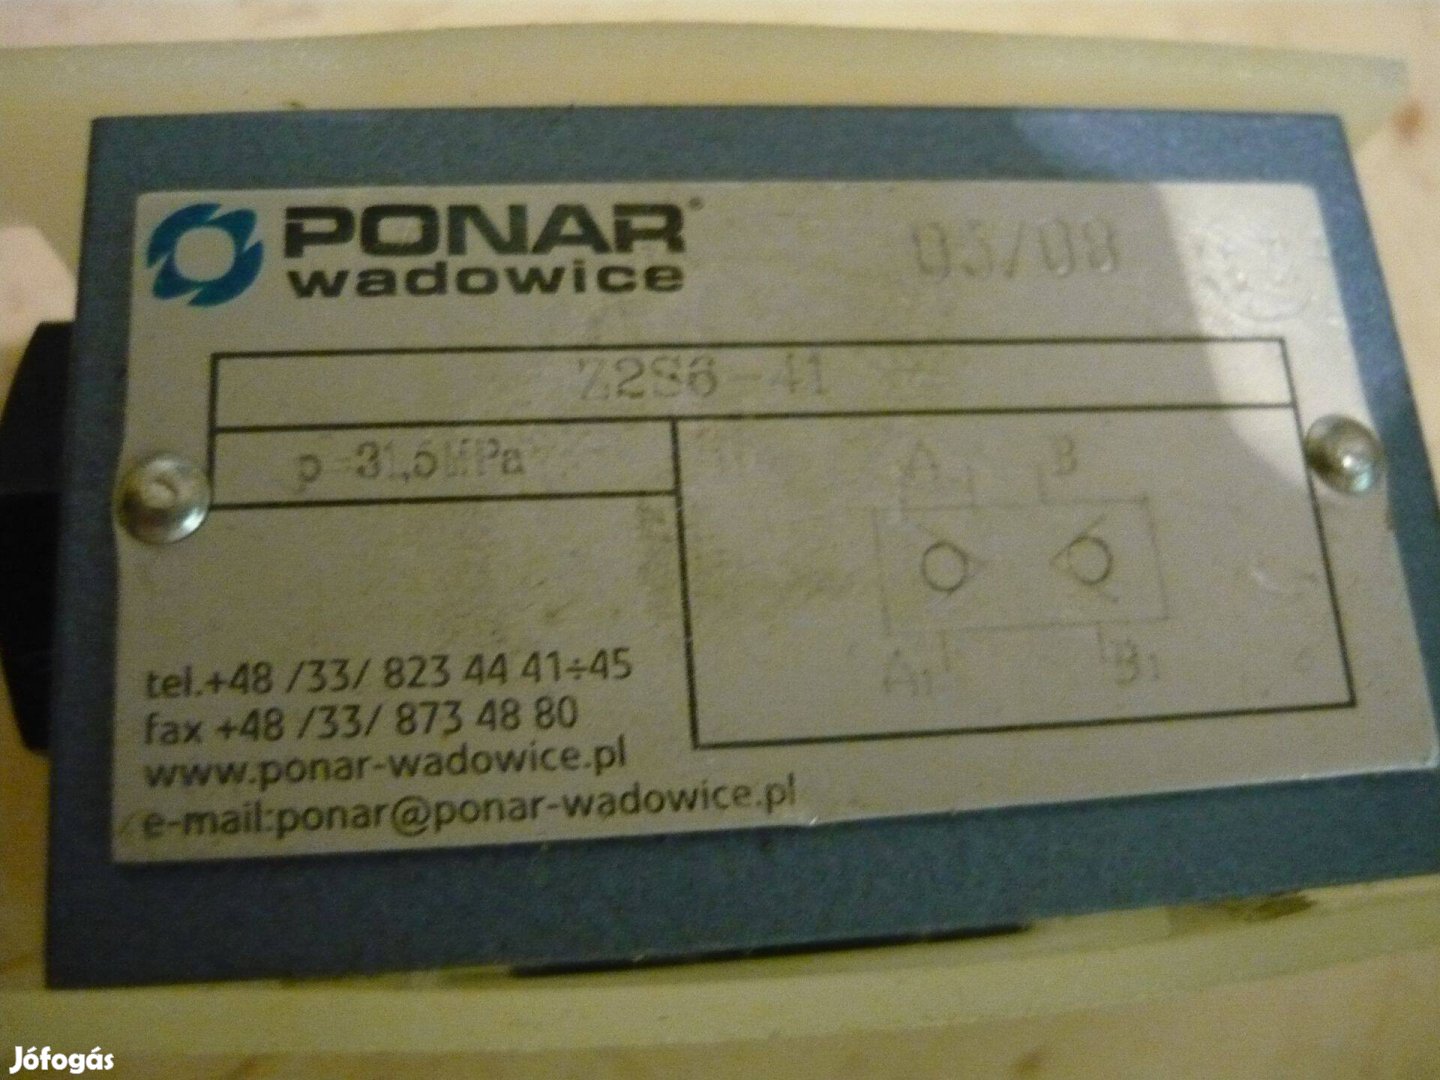 PONAR®
wadowice
03/08
Z2S6-41
p=31,5MPa
A B
A1 B1
tel.+48 /33/ 823 44 41÷45
fax +48 /33/ 873 48 80
www.ponar-wadowice.pl
e-mail:ponar@ponar-wadowice.pl
Jófogás